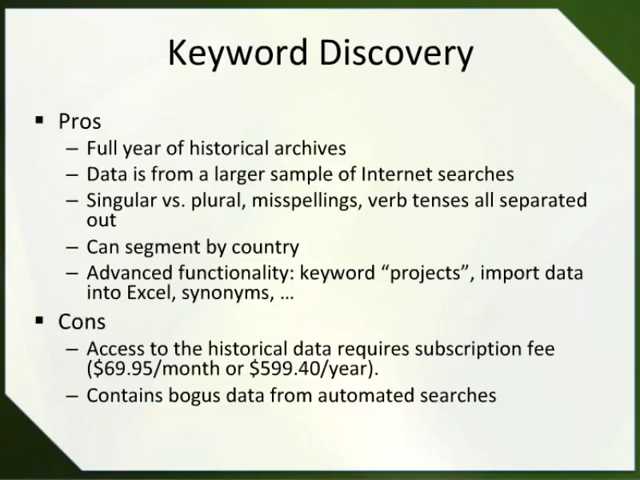 Keyword Discovery
▪ Pros
– Full year of historical archives
– Data is from a larger sample of Internet searches
– Singular vs. plural, misspellings, verb tenses all separated
out
– Can segment by country
– Advanced functionality: keyword “projects”, import data
into Excel, synonyms, …
▪ Cons
– Access to the historical data requires subscription fee
($69.95/month or $599.40/year).
– Contains bogus data from automated searches